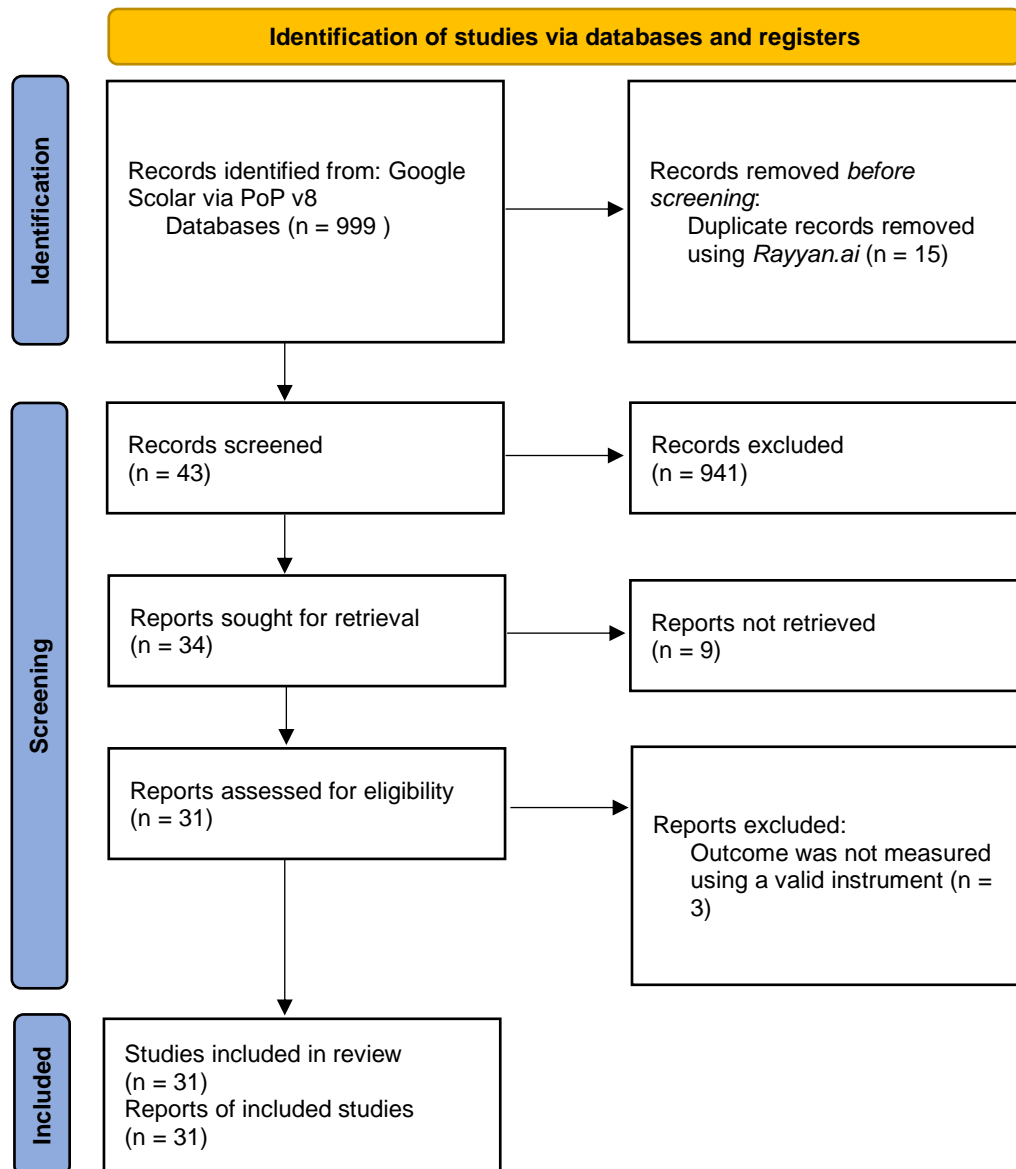 Identification of studies via databases and registers
Identification
Records identified from: Google
Scolar via PoP v8
Databases (n = 999 )
Records removed before
screening:
Duplicate records removed
using Rayyan.ai (n = 15)
Screening
Records screened
(n = 43)
Records excluded
(n = 941)
Reports sought for retrieval
(n = 34)
Reports not retrieved
(n = 9)
Reports assessed for eligibility
(n = 31)
Reports excluded:
Outcome was not measured
using a valid instrument (n =
3)
Included
Studies included in review
(n = 31)
Reports of included studies
(n = 31)